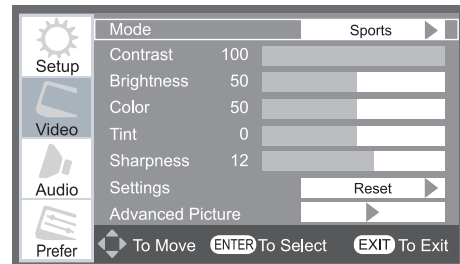 Setup
Video
Audio
Prefer
Mode Sports
Contrast 100
Brightness 50
Color 50
Tint 0
Sharpness 12
Settings Reset
Advanced Picture
To Move ENTER To Select EXIT To Exit